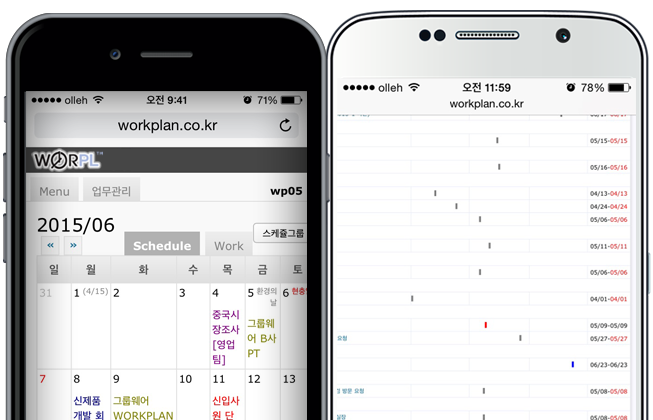 ●●●●● olleh 오전 9:41 71%
workplan.co.kr
WORPL™
Menu 업무관리 wp05
2015/06 스케쥴그룹
« » Schedule Work
일 월 화 수 목 금 토
31 1 (4/15) 2 3 4 5 환경의날 6 현충
중국시장조사[영업팀]
그룹웨어 B사 PT
7 8 9 10 11 12 13
신제품 개발 회
그룹웨어 WORKPLAN
신입사원 단
●●●●● olleh 오전 11:59 78%
workplan.co.kr
05/15-05/15
05/16-05/16
04/13-04/13
04/24-04/24
05/06-05/06
05/11-05/11
05/06-05/06
04/01-04/01
05/09-05/09
요청 05/27-05/27
06/23-06/23
방문 요청 05/08-05/08
05/08-05/08